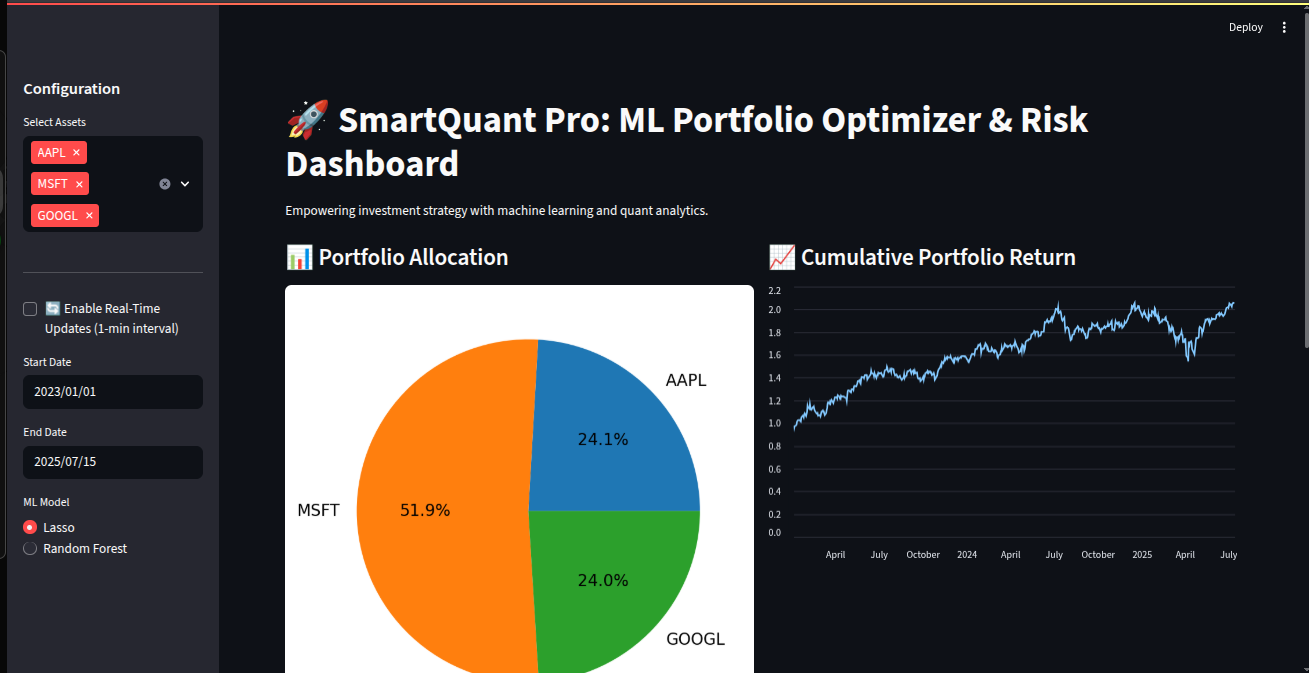 Deploy
Configuration
Select Assets
AAPL
MSFT
GOOGL
🔄 Enable Real-Time
Updates (1-min interval)
Start Date
2023/01/01
End Date
2025/07/15
ML Model
Lasso
Random Forest
🚀 SmartQuant Pro: ML Portfolio Optimizer & Risk
Dashboard
Empowering investment strategy with machine learning and quant analytics.
📊 Portfolio Allocation
AAPL
24.1%
MSFT
51.9%
24.0%
GOOGL
📈 Cumulative Portfolio Return
2.2
2.0
1.8
1.6
1.4
1.2
1.0
0.8
0.6
0.4
0.2
0.0
April July October 2024 April July October 2025 April July